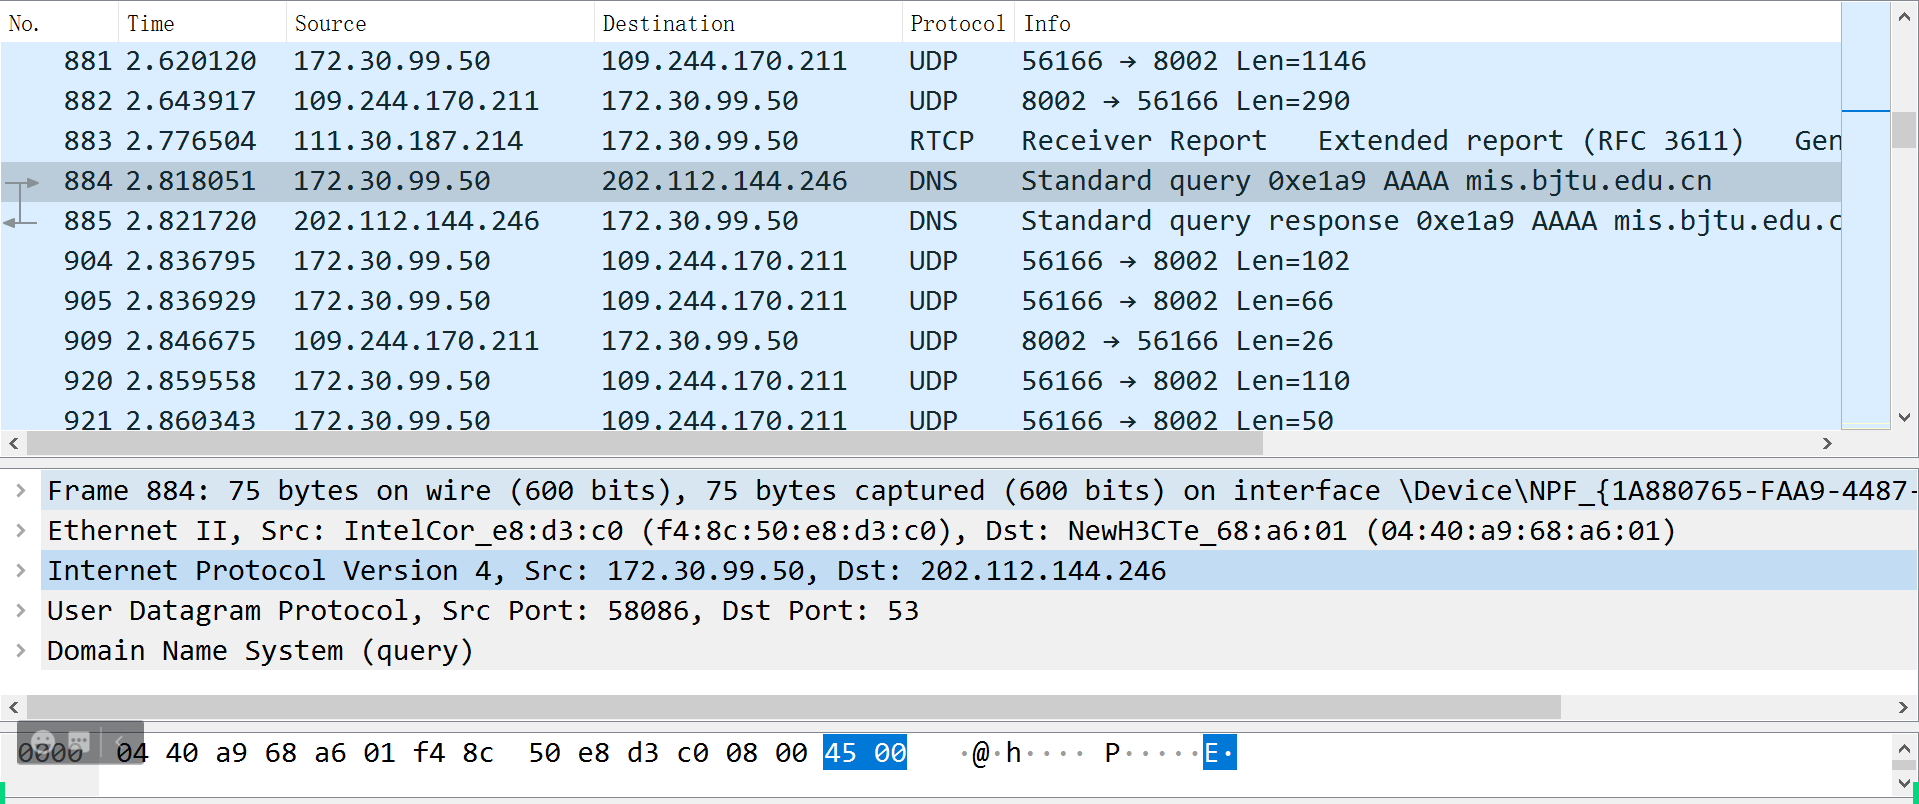 No. Time Source Destination Protocol Info
881 2.620120 172.30.99.50 109.244.170.211 UDP 56166 → 8002 Len=1146
882 2.643917 109.244.170.211 172.30.99.50 UDP 8002 → 56166 Len=290
883 2.776504 111.30.187.214 172.30.99.50 RTCP Receiver Report Extended report (RFC 3611) Gen
884 2.818051 172.30.99.50 202.112.144.246 DNS Standard query 0xe1a9 AAAA mis.bjtu.edu.cn
885 2.821720 202.112.144.246 172.30.99.50 DNS Standard query response 0xe1a9 AAAA mis.bjtu.edu.c
904 2.836795 172.30.99.50 109.244.170.211 UDP 56166 → 8002 Len=102
905 2.836929 172.30.99.50 109.244.170.211 UDP 56166 → 8002 Len=66
909 2.846675 109.244.170.211 172.30.99.50 UDP 8002 → 56166 Len=26
920 2.859558 172.30.99.50 109.244.170.211 UDP 56166 → 8002 Len=110
921 2.860343 172.30.99.50 109.244.170.211 UDP 56166 → 8002 Len=50
Frame 884: 75 bytes on wire (600 bits), 75 bytes captured (600 bits) on interface \Device\NPF_{1A880765-FAA9-4487-
Ethernet II, Src: IntelCor_e8:d3:c0 (f4:8c:50:e8:d3:c0), Dst: NewH3CTe_68:a6:01 (04:40:a9:68:a6:01)
Internet Protocol Version 4, Src: 172.30.99.50, Dst: 202.112.144.246
User Datagram Protocol, Src Port: 58086, Dst Port: 53
Domain Name System (query)
0000 04 40 a9 68 a6 01 f4 8c 50 e8 d3 c0 08 00 45 00 ·@·h···· P·····E·